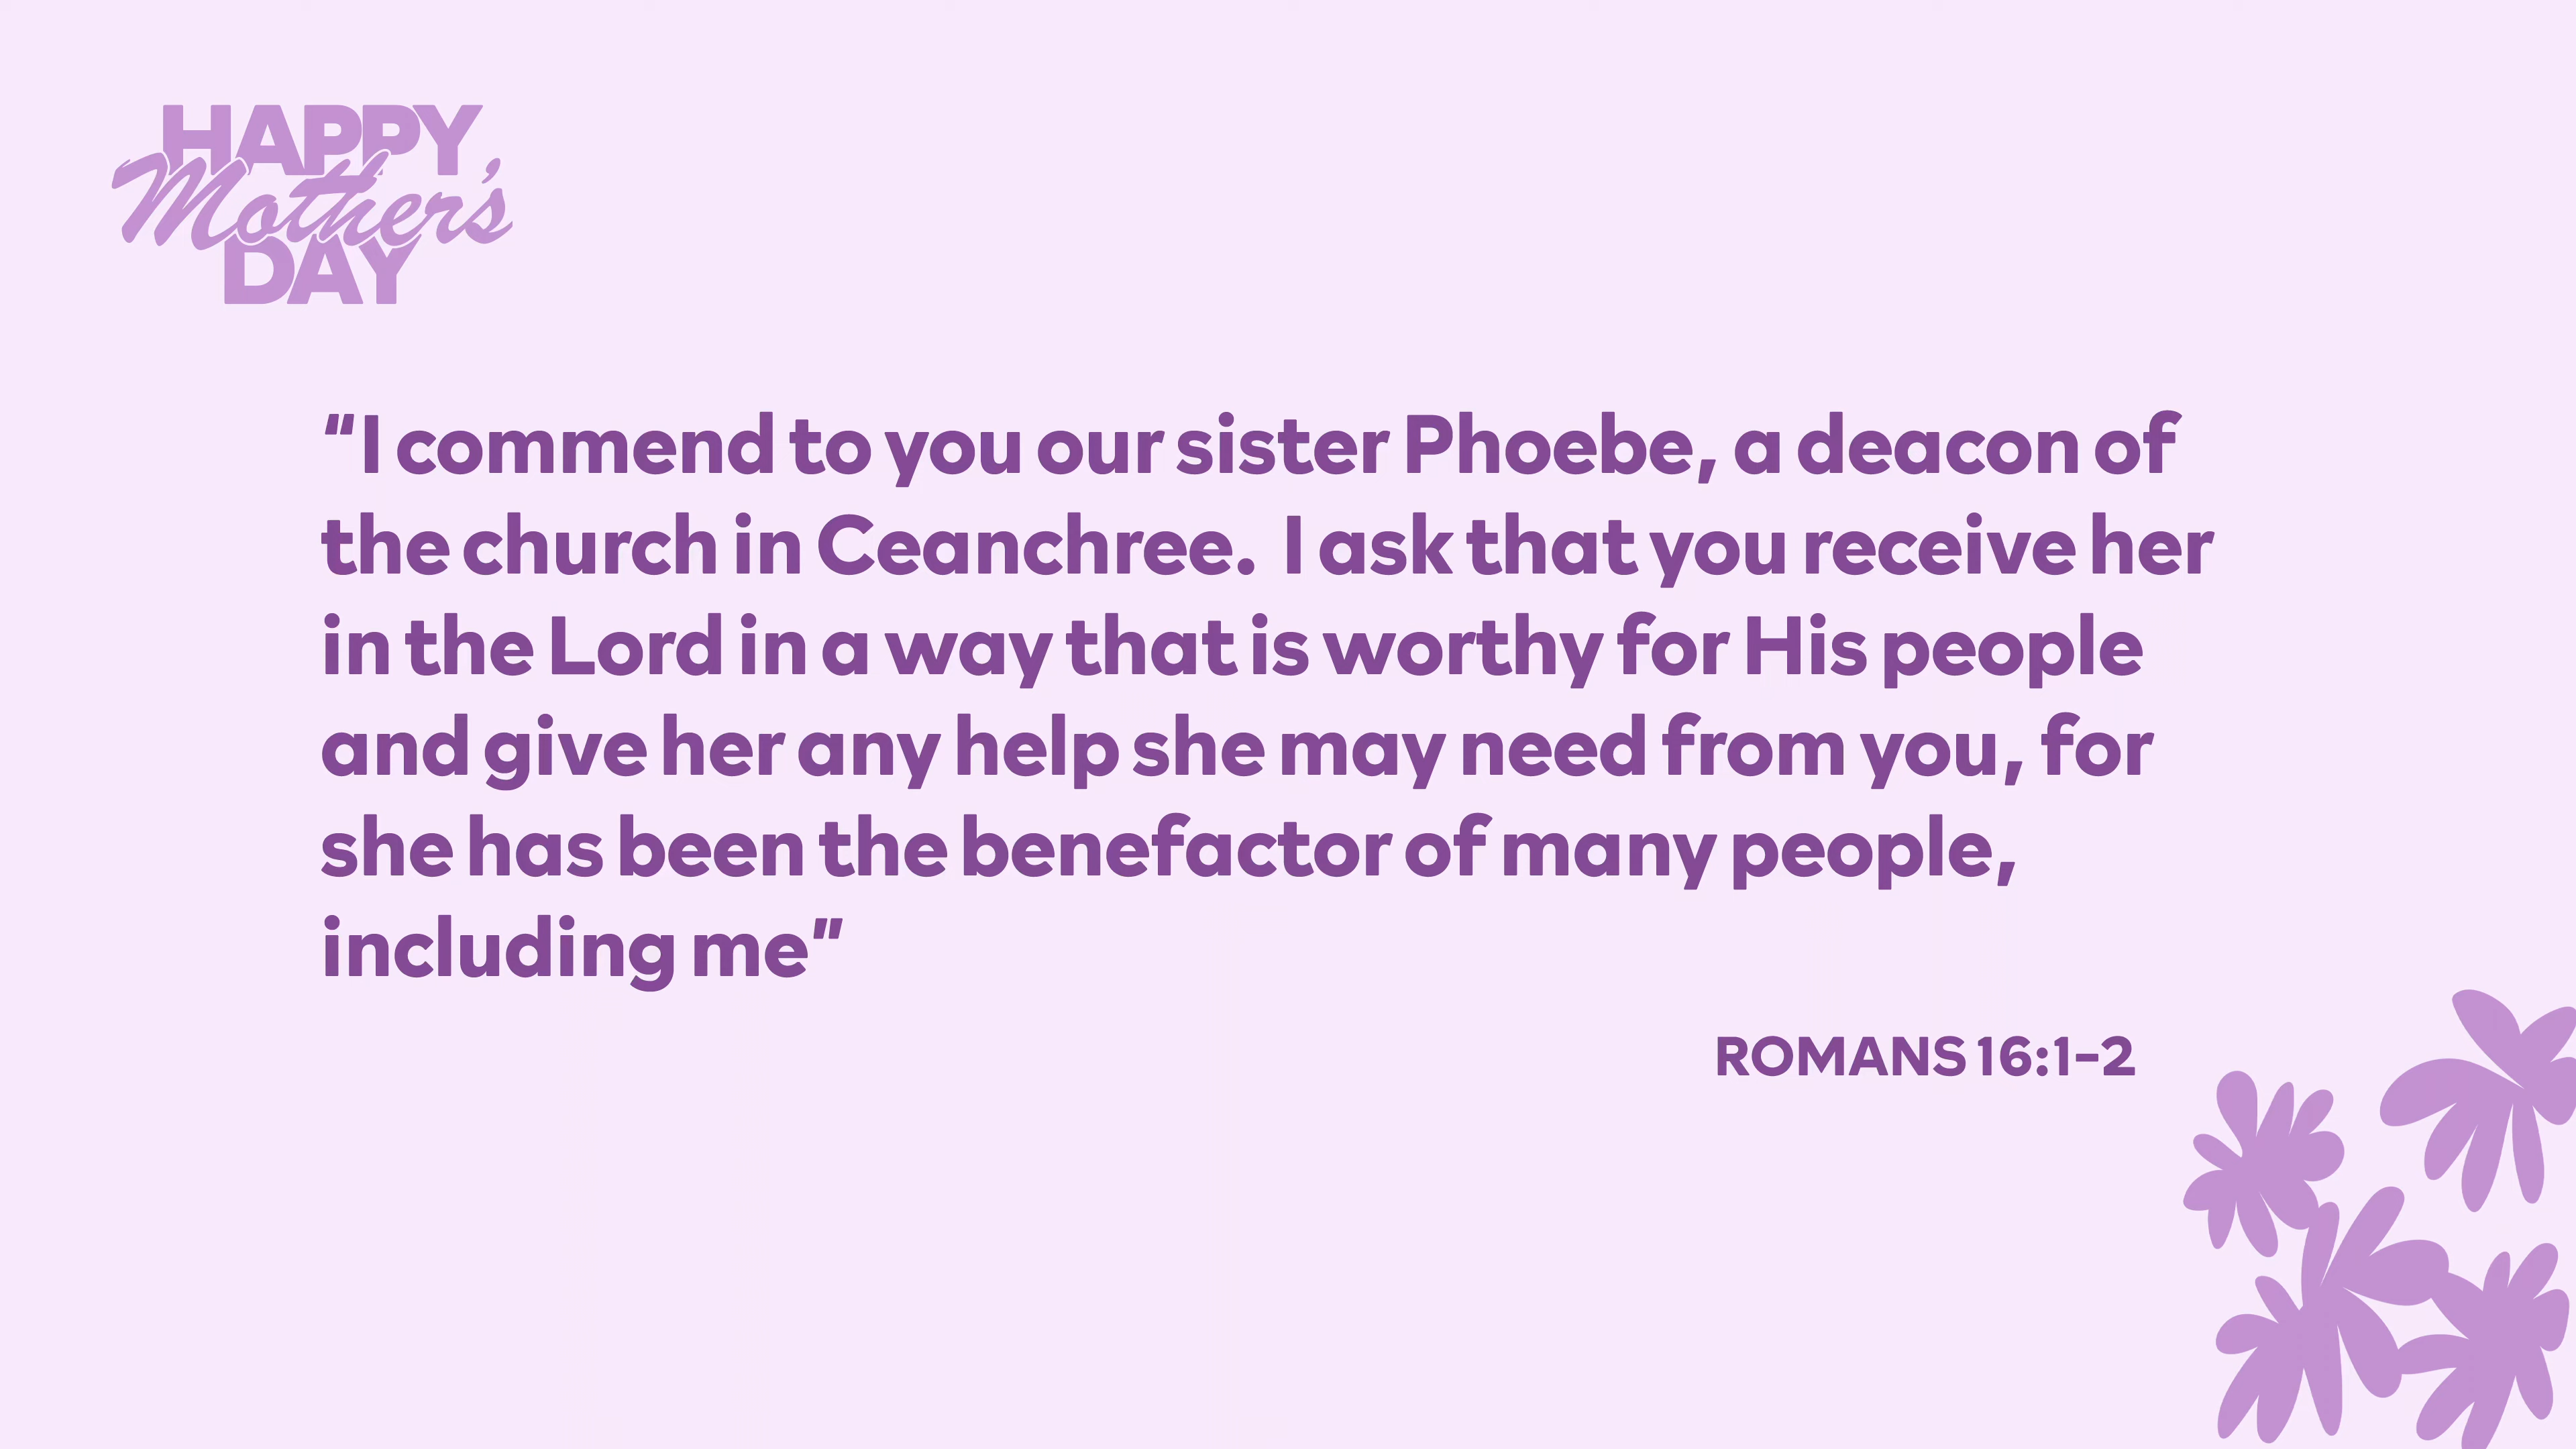 HAPPY
Mother's
DAY
“I commend to you our sister Phoebe, a deacon of
the church in Ceanchree.  I ask that you receive her
in the Lord in a way that is worthy for His people
and give her any help she may need from you, for
she has been the benefactor of many people,
including me”
ROMANS 16:1-2